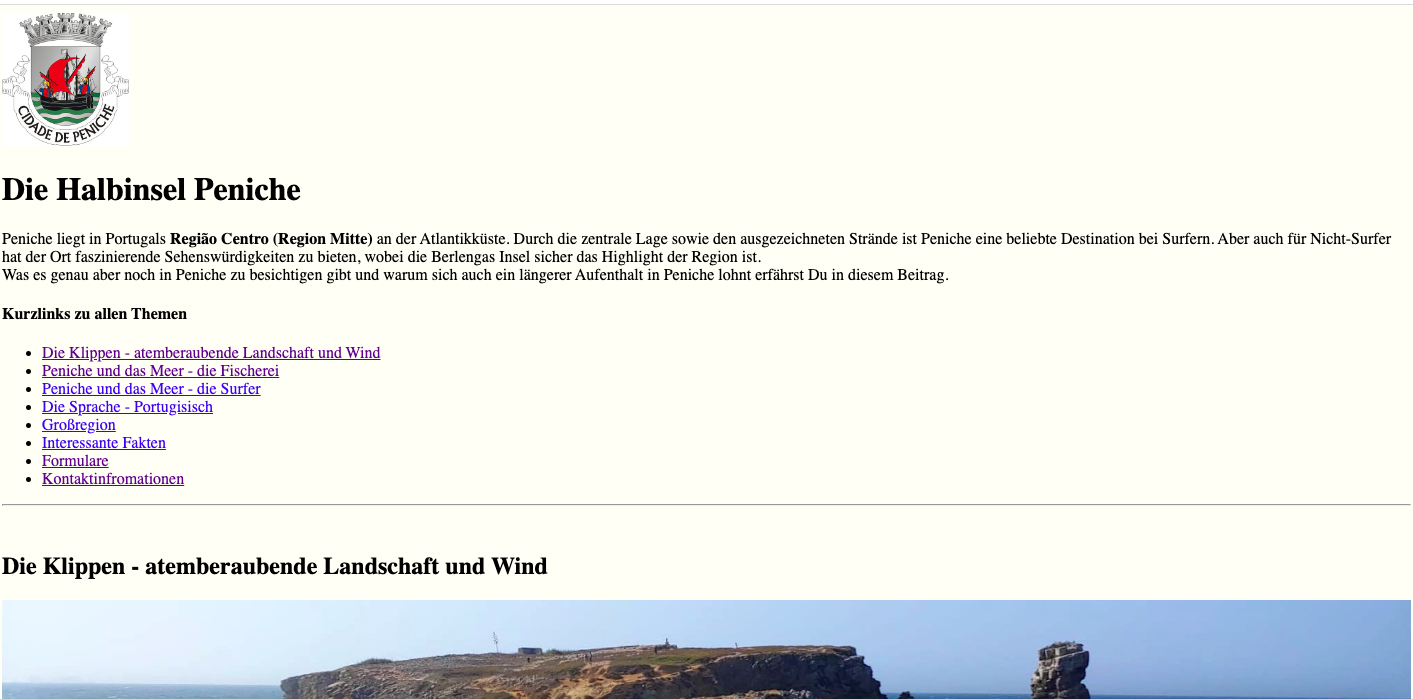 CIDADE DE PENICHE
Die Halbinsel Peniche
Peniche liegt in Portugals Região Centro (Region Mitte) an der Atlantikküste. Durch die zentrale Lage sowie den ausgezeichneten Strände ist Peniche eine beliebte Destination bei Surfern. Aber auch für Nicht-Surfer
hat der Ort faszinierende Sehenswürdigkeiten zu bieten, wobei die Berlengas Insel sicher das Highlight der Region ist.
Was es genau aber noch in Peniche zu besichtigen gibt und warum sich auch ein längerer Aufenthalt in Peniche lohnt erfährst Du in diesem Beitrag.
Kurzlinks zu allen Themen
Die Klippen - atemberaubende Landschaft und Wind
Peniche und das Meer - die Fischerei
Peniche und das Meer - die Surfer
Die Sprache - Portugisisch
Großregion
Interessante Fakten
Formulare
Kontaktinfromationen
Die Klippen - atemberaubende Landschaft und Wind